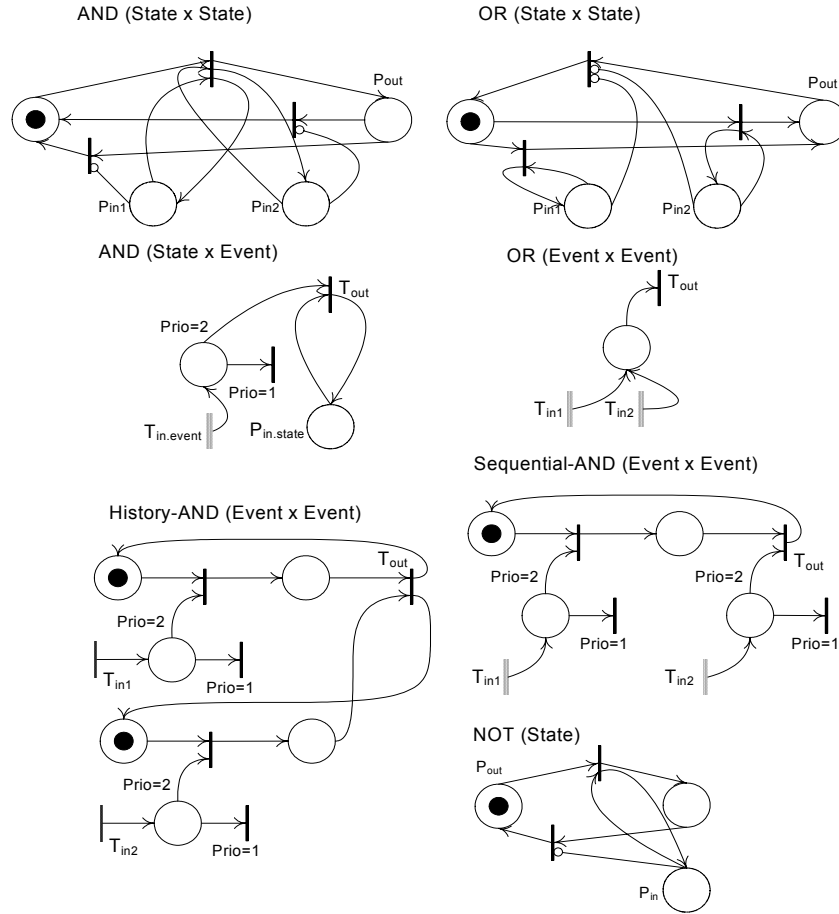 AND (State x State)
OR (State x State)
Pout
Pout
Pin1
Pin2
Pin1
Pin2
AND (State x Event)
OR (Event x Event)
Tout
Tout
Prio=2
Prio=1
Tin.event
Pin.state
Tin1
Tin2
Sequential-AND (Event x Event)
History-AND (Event x Event)
Tout
Tout
Prio=2
Prio=2
Prio=2
Prio=1
Prio=1
Tin1
Prio=1
Tin1
Tin2
NOT (State)
Pout
Prio=2
Tin2
Prio=1
Pin